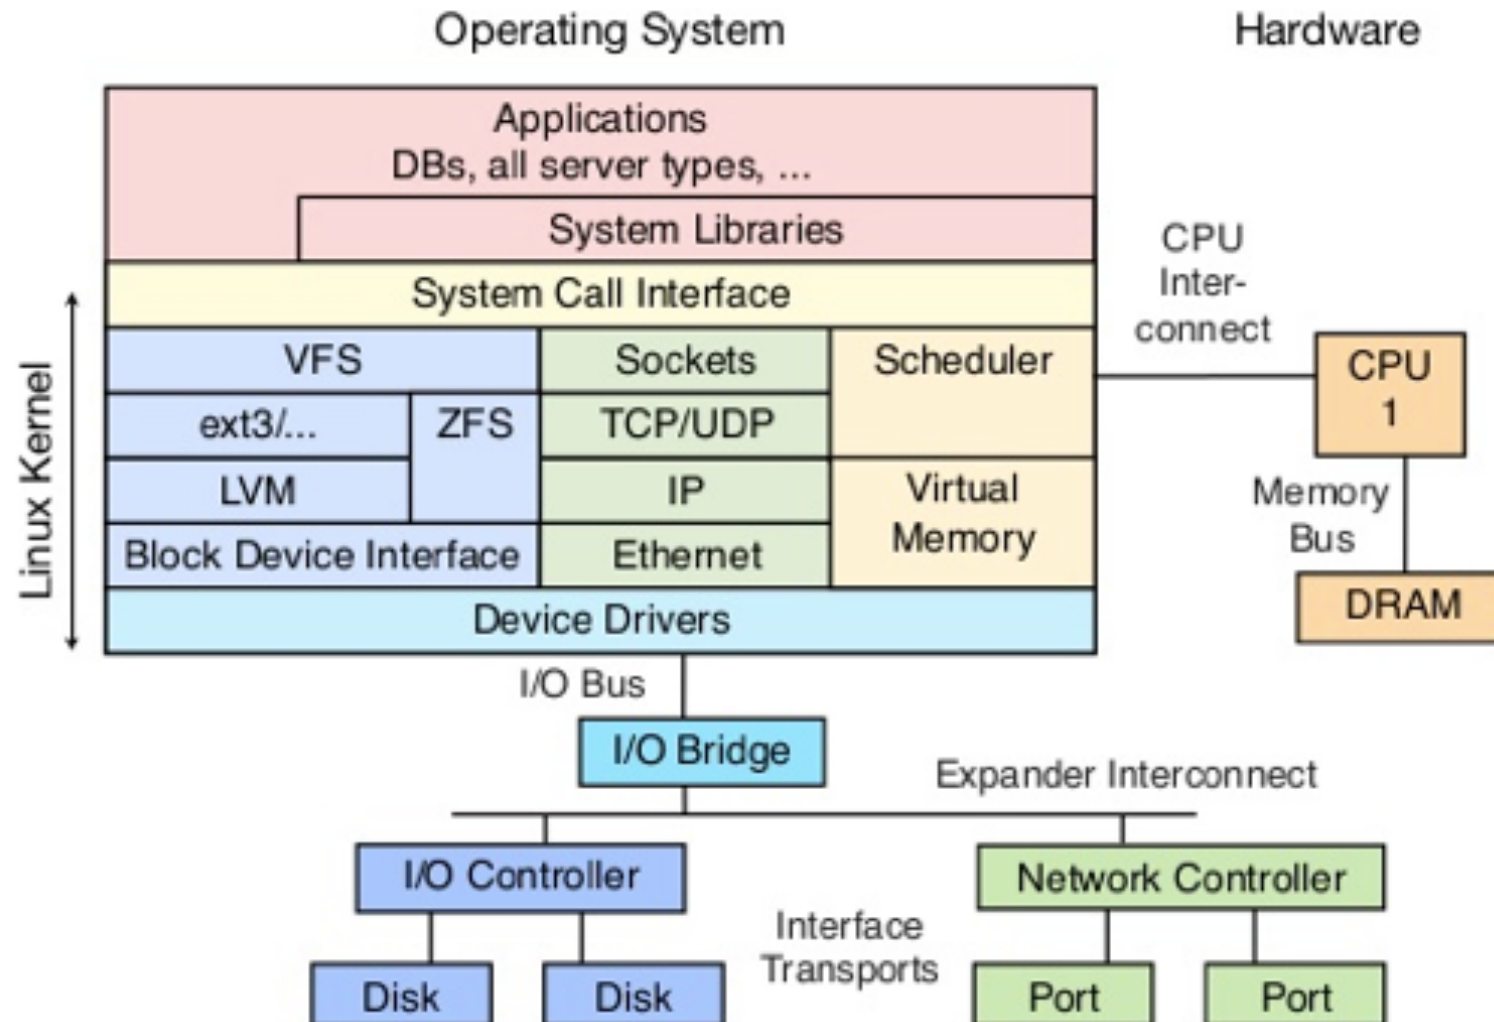 Operating System
Hardware
Applications
DBs, all server types, ...
System Libraries
CPU
Inter-
connect
System Call Interface
Linux Kernel
VFS
Sockets
Scheduler
CPU
1
ext3/...
ZFS
TCP/UDP
LVM
IP
Virtual
Memory
Memory
Bus
Block Device Interface
Ethernet
DRAM
Device Drivers
I/O Bus
I/O Bridge
Expander Interconnect
I/O Controller
Network Controller
Interface
Transports
Disk
Disk
Port
Port